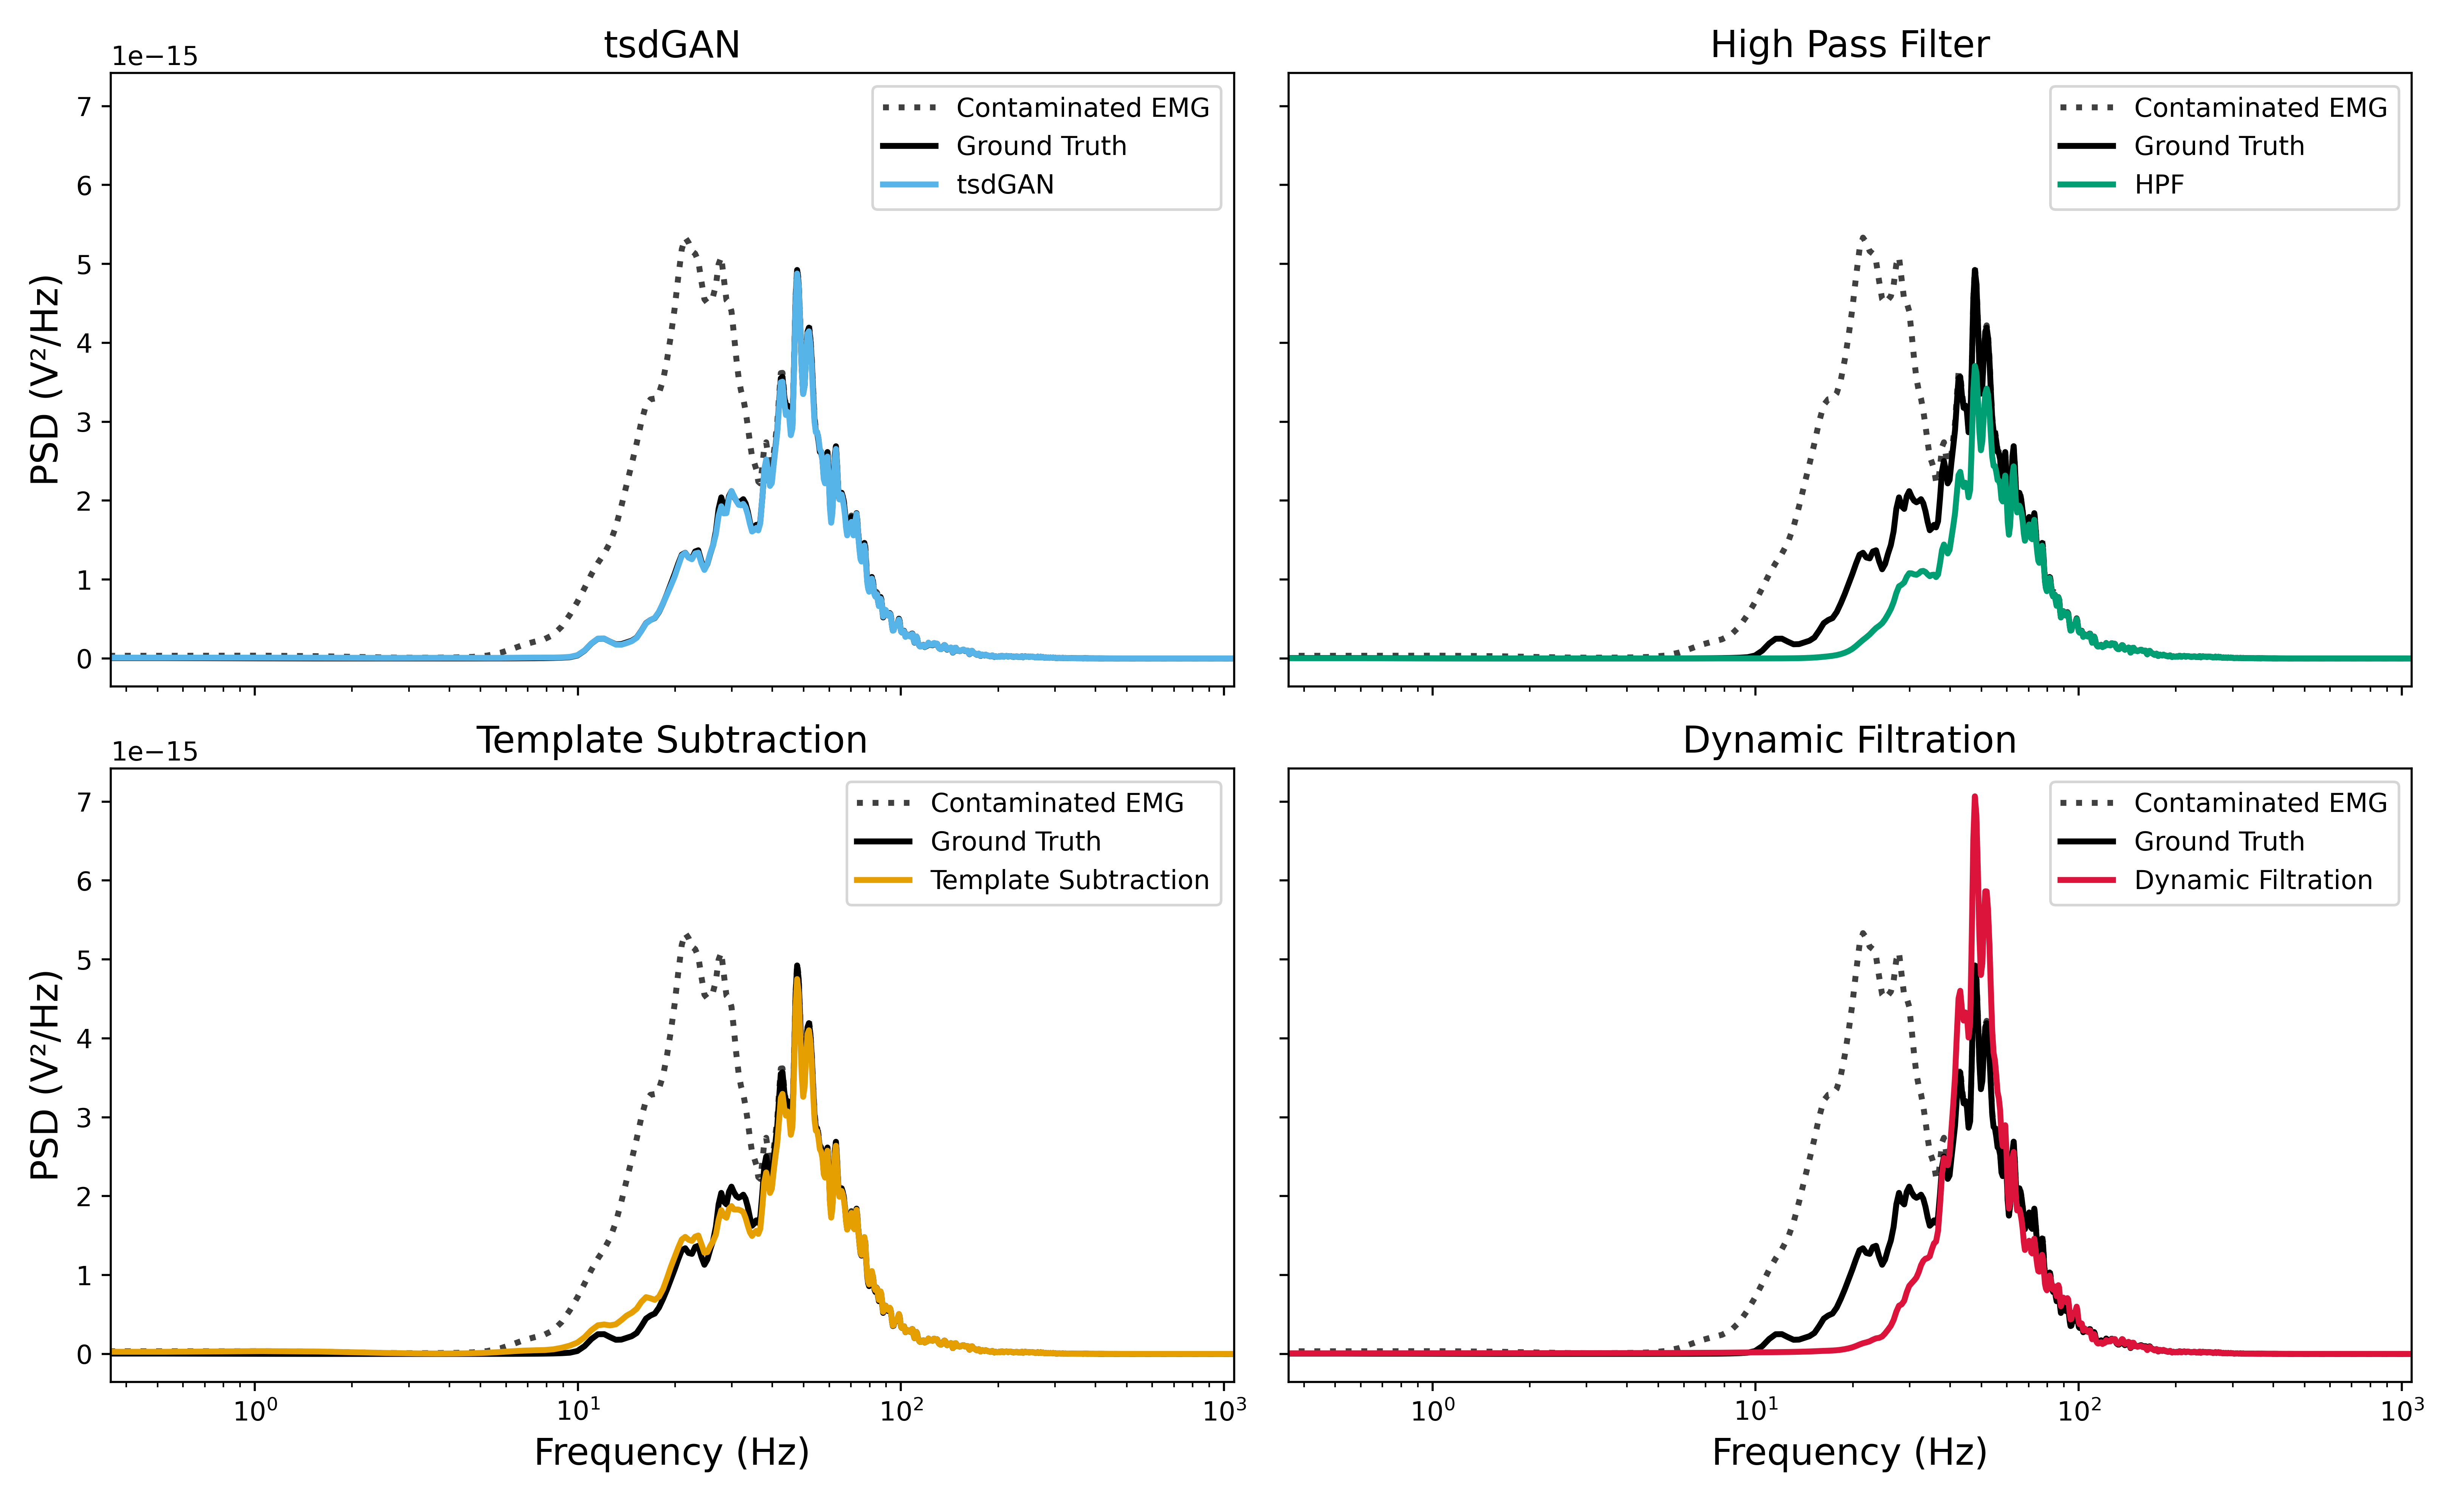 tsdGAN
1e−15
7
6
5
4
3
2
1
0
PSD (V²/Hz)
Contaminated EMG
Ground Truth
tsdGAN
High Pass Filter
Contaminated EMG
Ground Truth
HPF
Template Subtraction
1e−15
7
6
5
4
3
2
1
0
PSD (V²/Hz)
Contaminated EMG
Ground Truth
Template Subtraction
10⁰ 10¹ 10² 10³
Frequency (Hz)
Dynamic Filtration
Contaminated EMG
Ground Truth
Dynamic Filtration
10⁰ 10¹ 10² 10³
Frequency (Hz)